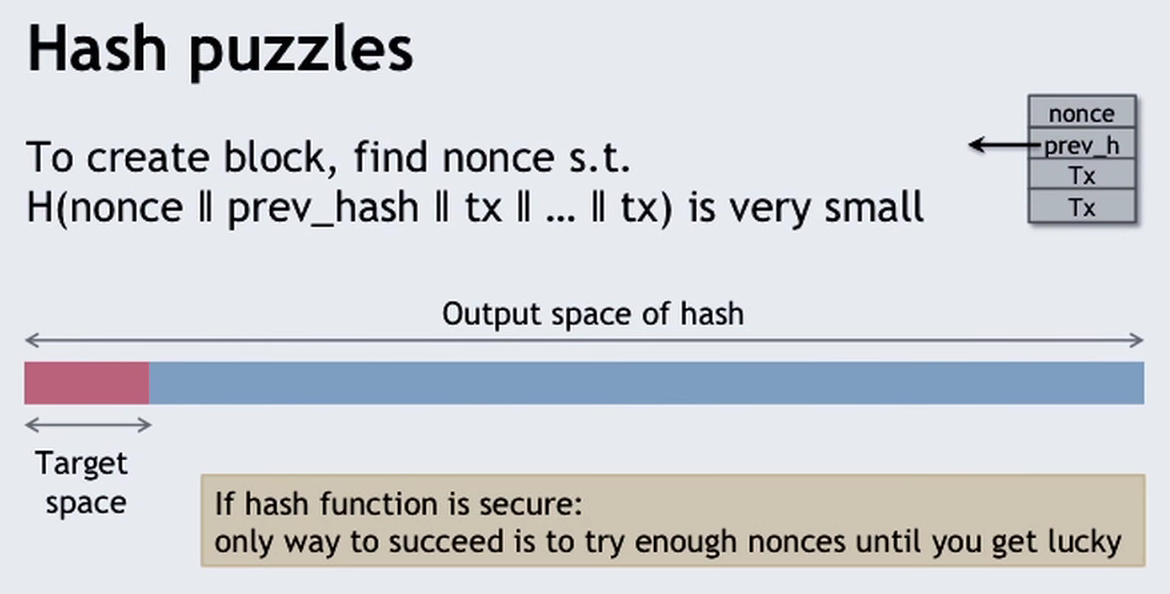 Hash puzzles
To create block, find nonce s.t.
H(nonce ǁ prev_hash ǁ tx ǁ … ǁ tx) is very small
nonce
prev_h
Tx
Tx
Output space of hash
Target
space
If hash function is secure:
only way to succeed is to try enough nonces until you get lucky